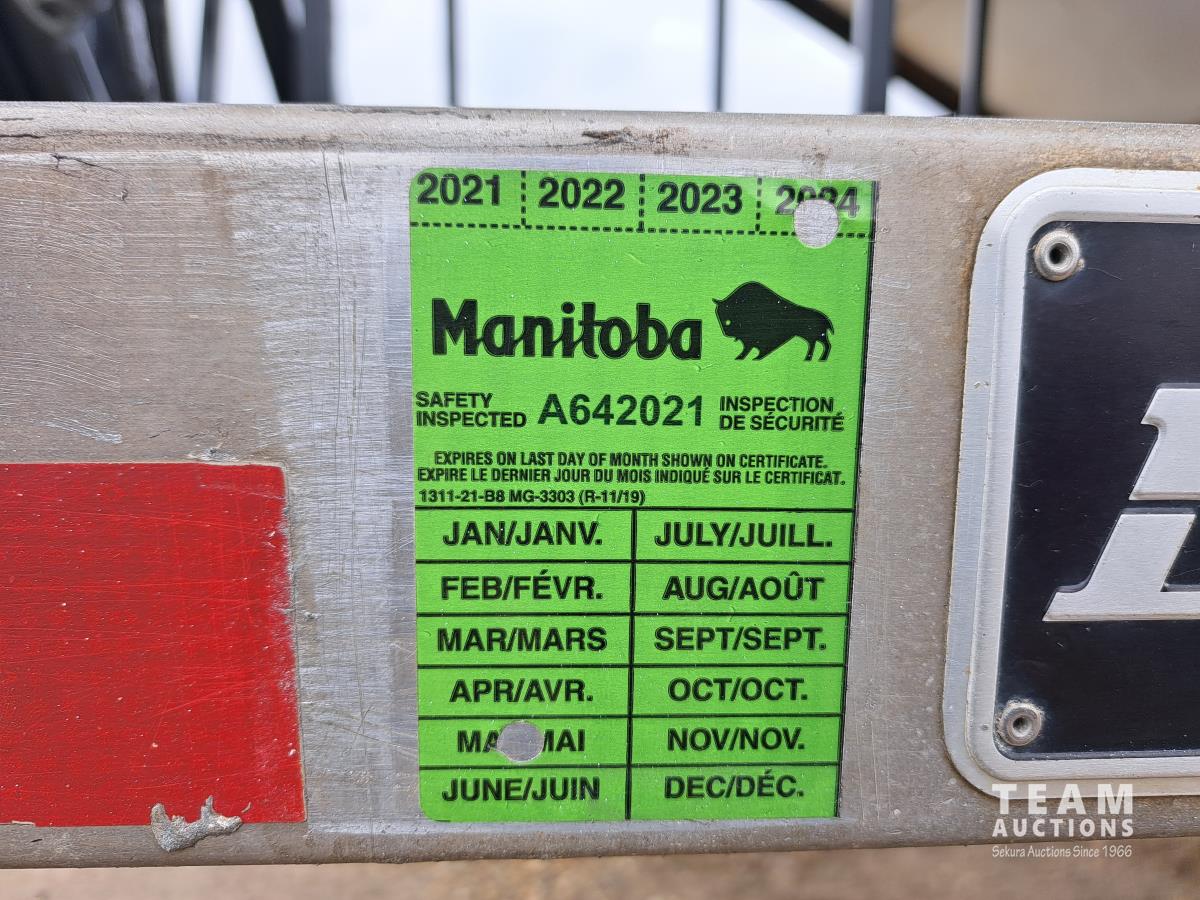 2021 2022 2023 2024
Manitoba
SAFETY INSPECTED A642021 INSPECTION DE SÉCURITÉ
EXPIRES ON LAST DAY OF MONTH SHOWN ON CERTIFICATE.
EXPIRE LE DERNIER JOUR DU MOIS INDIQUÉ SUR LE CERTIFICAT.
1311-21-B8 MG-3303 (R-11/19)
JAN/JANV. JULY/JUILL.
FEB/FÉVR. AUG/AOÛT
MAR/MARS SEPT/SEPT.
APR/AVR. OCT/OCT.
MAY/MAI NOV/NOV.
JUNE/JUIN DEC/DÉC.
TEAM
AUCTIONS
Sekura Auctions Since 1966